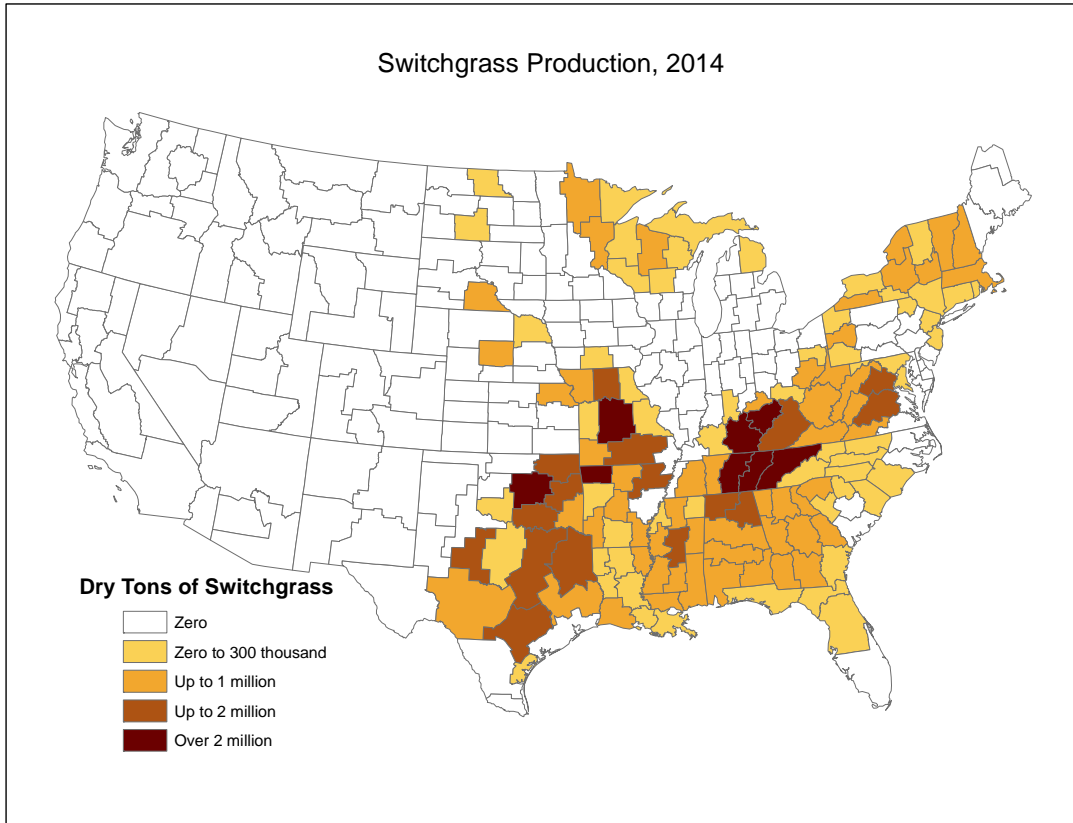 Switchgrass Production, 2014
Dry Tons of Switchgrass
Zero
Zero to 300 thousand
Up to 1 million
Up to 2 million
Over 2 million